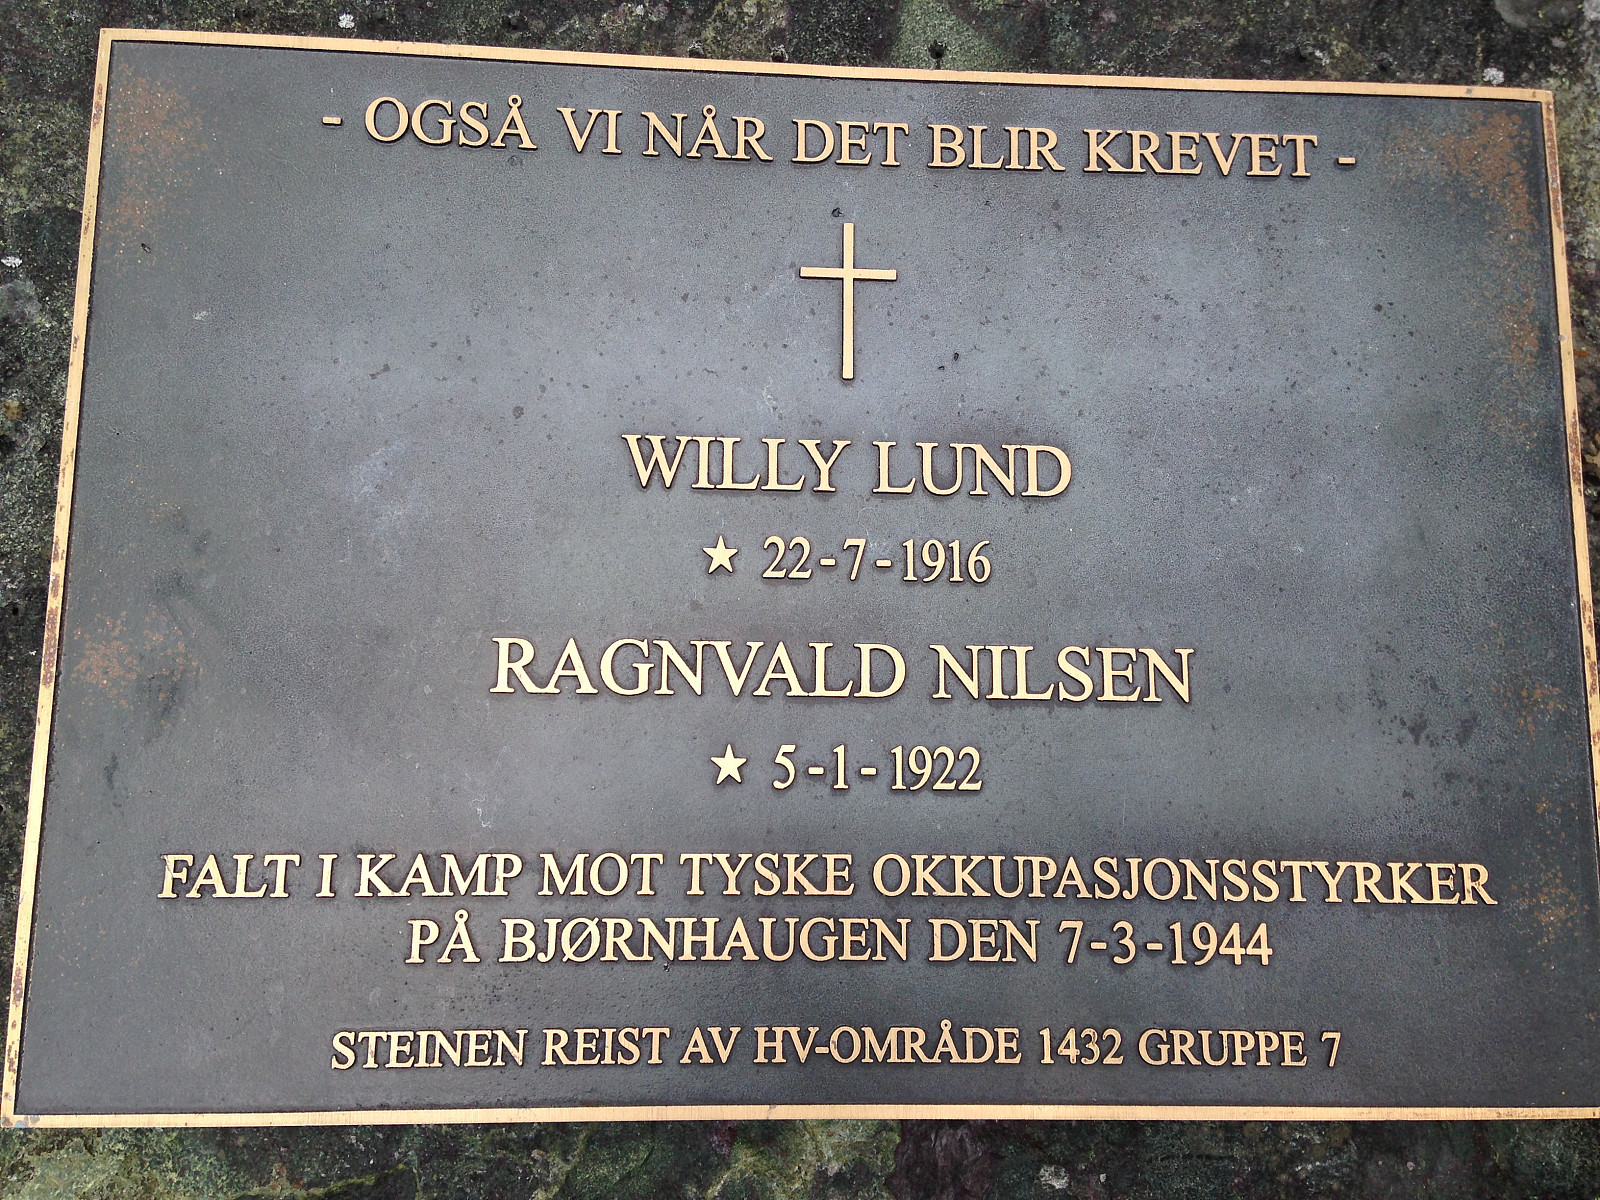 - OGSÅ VI NÅR DET BLIR KREVET -
WILLY LUND
★ 22-7-1916
RAGNVALD NILSEN
★ 5-1-1922
FALT I KAMP MOT TYSKE OKKUPASJONSSTYRKER
PÅ BJØRNHAUGEN DEN 7-3-1944
STEINEN REIST AV HV-OMRÅDE 1432 GRUPPE 7